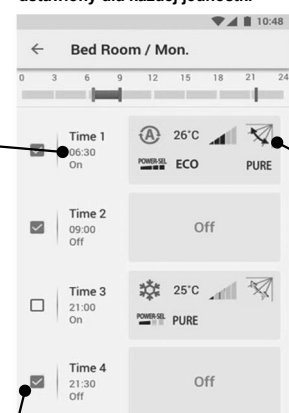 ustawiony dla każdej jednostki.
10:48
Bed Room / Mon.
0 3 6 9 12 15 18 21 24
Time 1
06:30
On
A 26°C
POWER-SEL ECO PURE
Time 2
09:00
Off
Off
Time 3
21:00
On
25°C
POWER-SEL PURE
Time 4
21:30
Off
Off